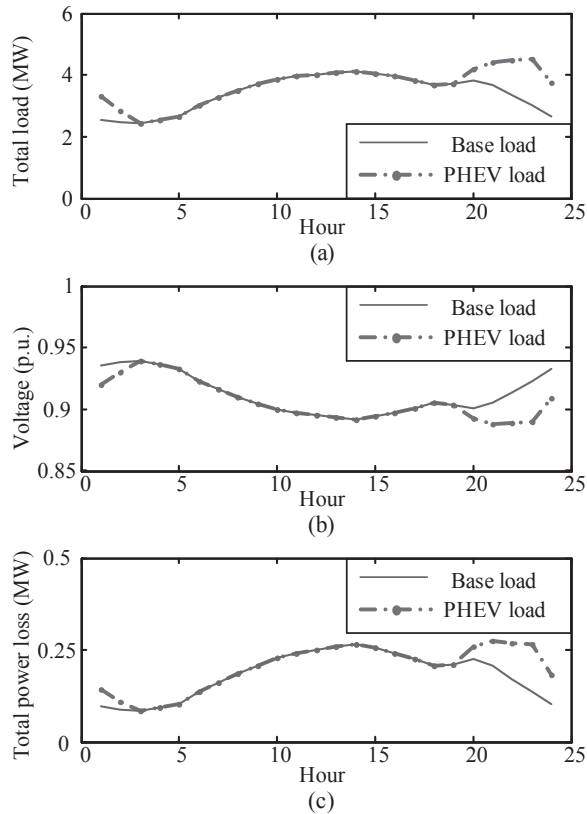 Total load (MW)
6
4
2
0
0
5
10
15
20
25
Base load
PHEV load
Hour
(a)
Voltage (p.u.)
1
0.95
0.9
0.85
0
5
10
15
20
25
Base load
PHEV load
Hour
(b)
Total power loss (MW)
0.5
0.25
0
0
5
10
15
20
25
Base load
PHEV load
Hour
(c)